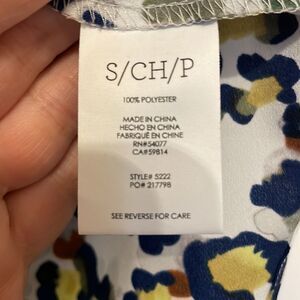 S/CH/P
100% POLYESTER
MADE IN CHINA
HECHO EN CHINA
FABRIQUÉ EN CHINE
RN#54077
CA#59814
STYLE# 5222
PO# 217798
SEE REVERSE FOR CARE